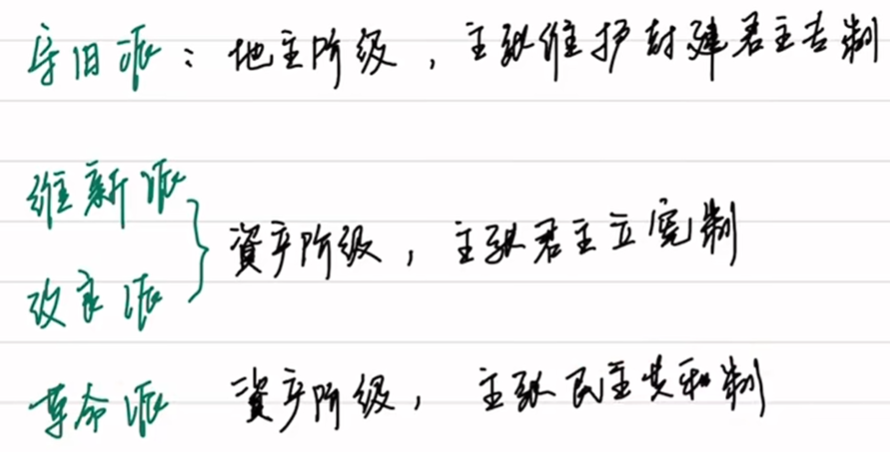 守旧派：地主阶级，主张维护封建君主专制
维新派
改良派
资产阶级，主张君主立宪制
革命派 资产阶级，主张民主共和制